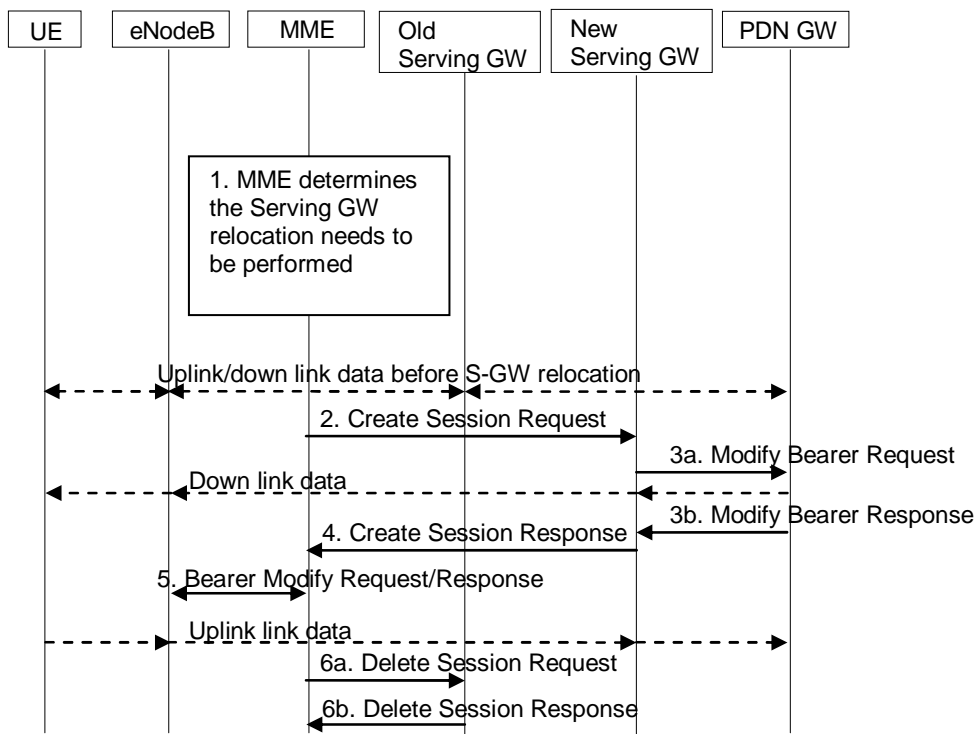 UE
eNodeB
MME
Old
Serving GW
New
Serving GW
PDN GW
1. MME determines
the Serving GW
relocation needs to
be performed
Uplink/down link data before S-GW relocation
2. Create Session Request
3a. Modify Bearer Request
Down link data
3b. Modify Bearer Response
4. Create Session Response
5. Bearer Modify Request/Response
Uplink link data
6a. Delete Session Request
6b. Delete Session Response